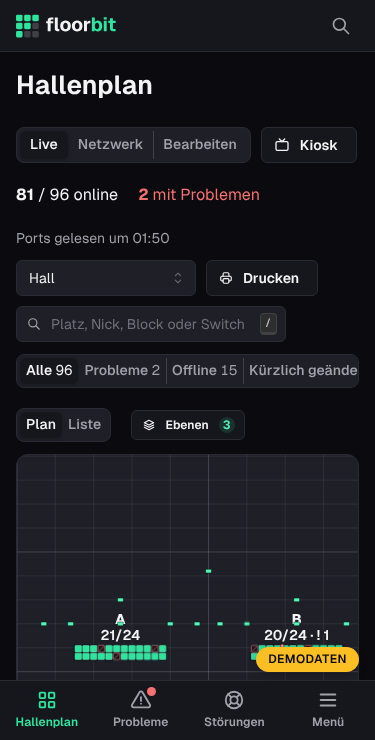 floorbit
Hallenplan
Live Netzwerk Bearbeiten Kiosk
81 / 96 online 2 mit Problemen
Ports gelesen um 01:50
Hall Drucken
Platz, Nick, Block oder Switch /
Alle 96 Probleme 2 Offline 15 Kürzlich geände
Plan Liste Ebenen 3
A B
21/24 20/24 · ! 1
DEMODATEN
Hallenplan Probleme Störungen Menü